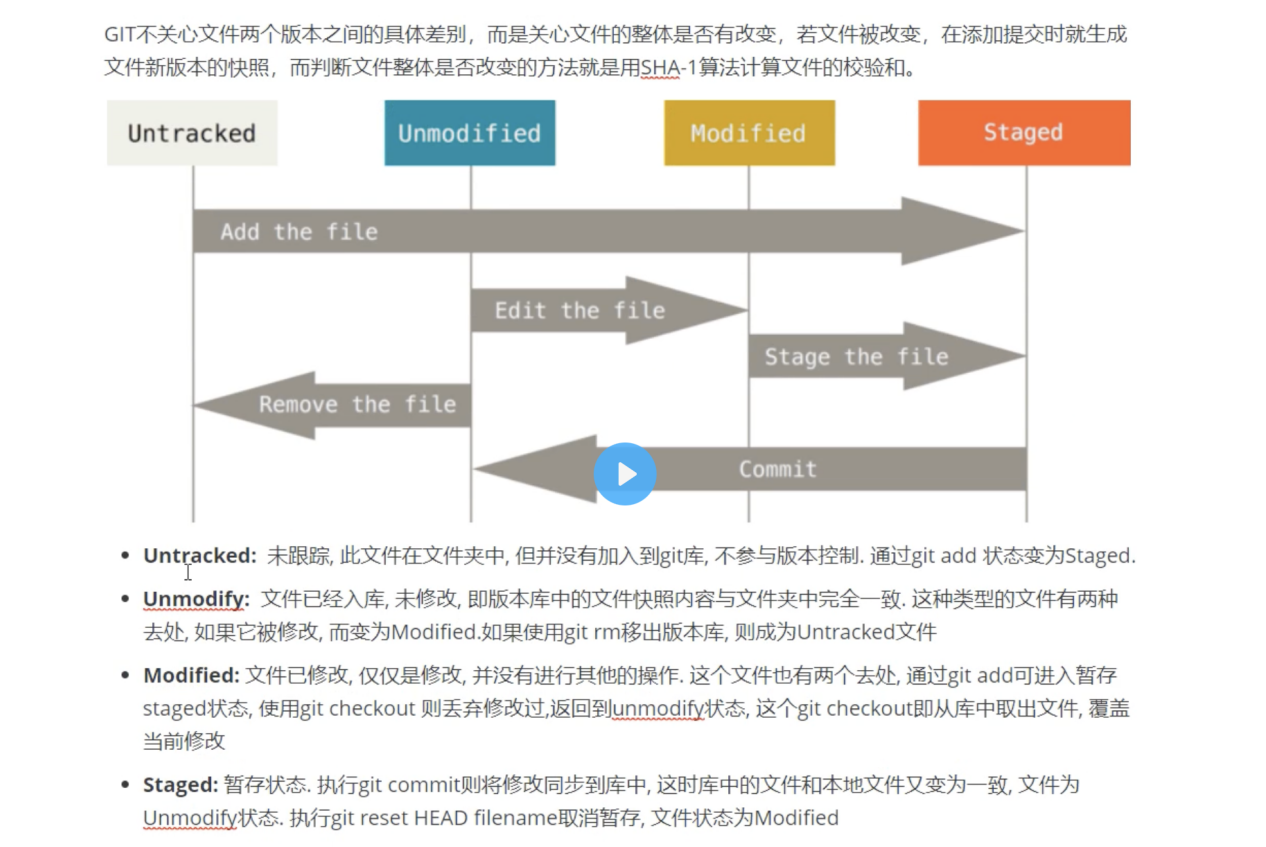 GIT不关心文件两个版本之间的具体差别，而是关心文件的整体是否有改变，若文件被改变，在添加提交时就生成
文件新版本的快照，而判断文件整体是否改变的方法就是用SHA-1算法计算文件的校验和。
Untracked Unmodified Modified Staged
Add the file
Edit the file
Stage the file
Remove the file
Commit
• Untracked: 未跟踪, 此文件在文件夹中, 但并没有加入到git库, 不参与版本控制. 通过git add 状态变为Staged.
• Unmodify: 文件已经入库, 未修改, 即版本库中的文件快照内容与文件夹中完全一致. 这种类型的文件有两种
去处, 如果它被修改, 而变为Modified.如果使用git rm移出版本库, 则成为Untracked文件
• Modified: 文件已修改, 仅仅是修改, 并没有进行其他的操作. 这个文件也有两个去处, 通过git add可进入暂存
staged状态, 使用git checkout 则丢弃修改过,返回到unmodify状态, 这个git checkout即从库中取出文件, 覆盖
当前修改
• Staged: 暂存状态. 执行git commit则将修改同步到库中, 这时库中的文件和本地文件又变为一致, 文件为
Unmodify状态. 执行git reset HEAD filename取消暂存, 文件状态为Modified